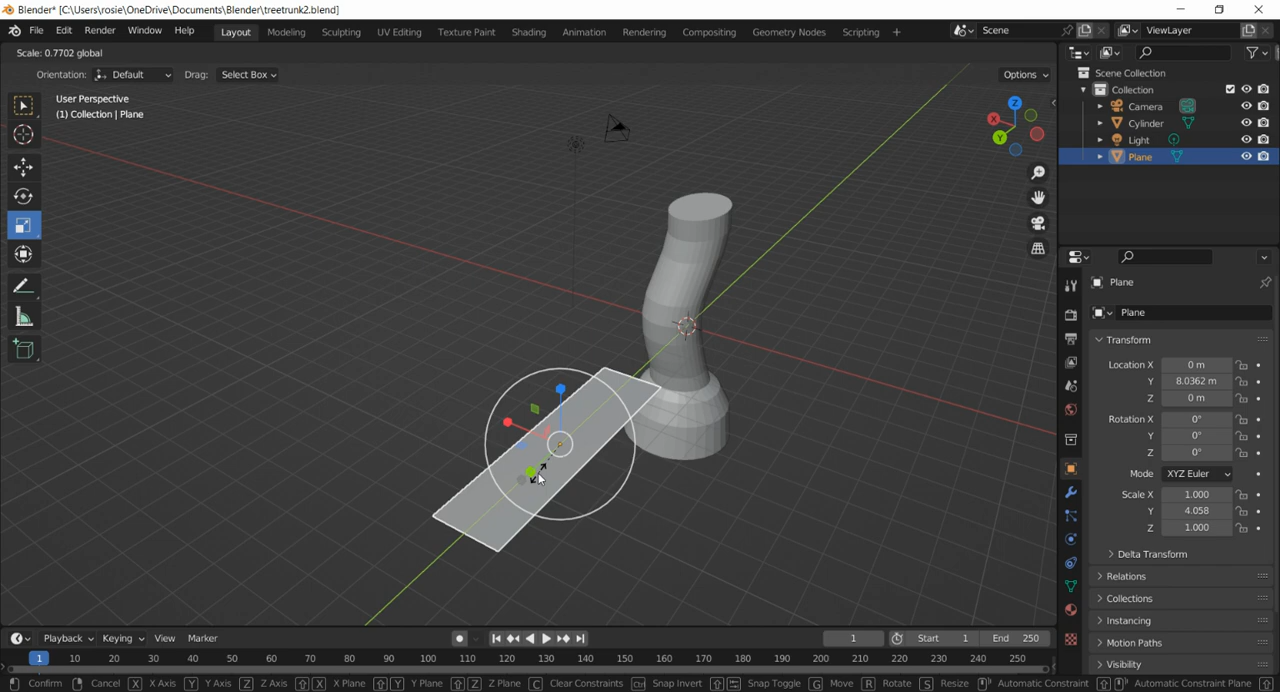 Blender* [C:\Users\rosie\OneDrive\Documents\Blender\treetrunk2.blend]
File Edit Render Window Help Layout Modeling Sculpting UV Editing Texture Paint Shading Animation Rendering Compositing Geometry Nodes Scripting + Scene ViewLayer
Scale: 0.7702 global
Orientation: Default Drag: Select Box Options
User Perspective
(1) Collection | Plane
Z
X
Y
Scene Collection
Collection
Camera
Cylinder
Light
Plane
Plane
Plane
Transform
Location X 0 m
Y 8.0362 m
Z 0 m
Rotation X 0°
Y 0°
Z 0°
Mode XYZ Euler
Scale X 1.000
Y 4.058
Z 1.000
Delta Transform
Relations
Collections
Instancing
Motion Paths
Visibility
Playback Keying View Marker 1 Start 1 End 250
1 10 20 30 40 50 60 70 80 90 100 110 120 130 140 150 160 170 180 190 200 210 220 230 240 250
Confirm Cancel X X Axis Y Y Axis Z Z Axis X X Plane Y Y Plane Z Z Plane C Clear Constraints Ctrl Snap Invert Snap Toggle G Move R Rotate S Resize Automatic Constraint Automatic Constraint Plane